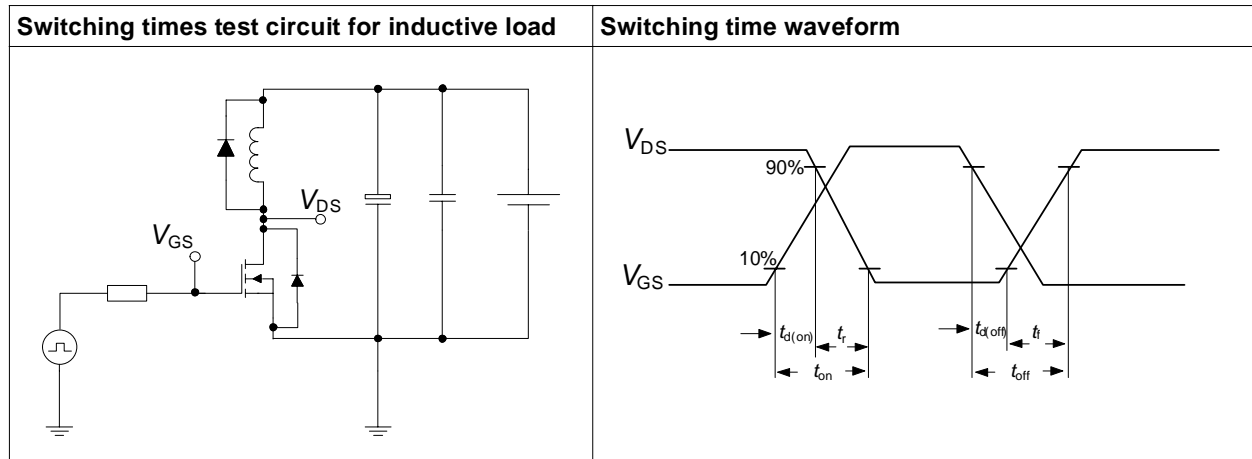 Switching times test circuit for inductive load
Switching time waveform
VDS
VGS
VDS
90%
10%
VGS
td(on)
tr
td(off)
tf
ton
toff